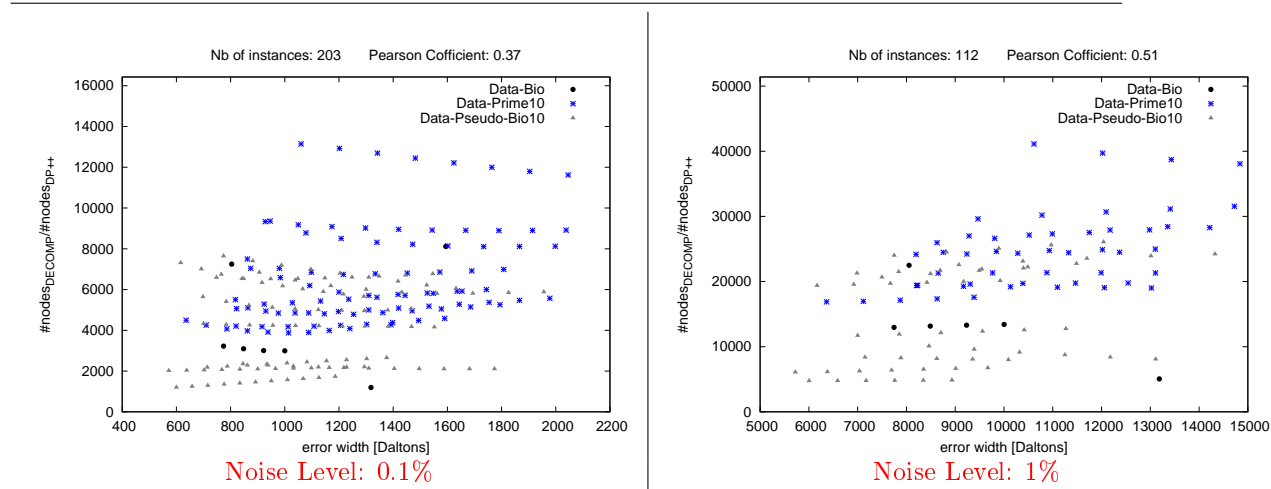 Nb of instances: 203 Pearson Cofficient: 0.37
16000
14000
12000
10000
8000
6000
4000
2000
0
#nodesDECOMP/#nodesDP++
Data-Bio
Data-Prime10
Data-Pseudo-Bio10
400 600 800 1000 1200 1400 1600 1800 2000 2200
error width [Daltons]
Noise Level: 0.1%
Nb of instances: 112 Pearson Cofficient: 0.51
50000
40000
30000
20000
10000
0
#nodesDECOMP/#nodesDP++
Data-Bio
Data-Prime10
Data-Pseudo-Bio10
5000 6000 7000 8000 9000 10000 11000 12000 13000 14000 15000
error width [Daltons]
Noise Level: 1%